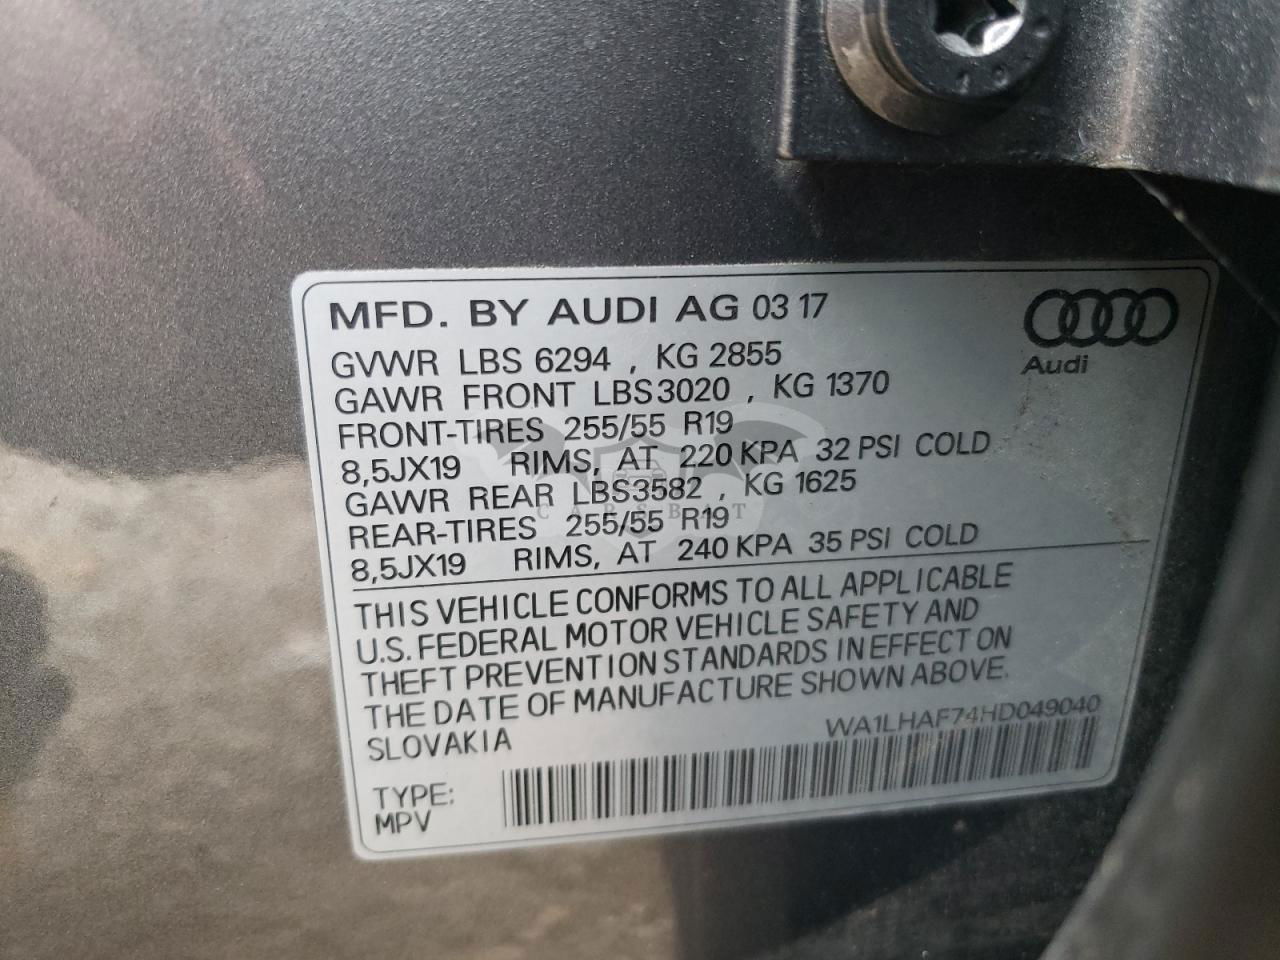 MFD. BY AUDI AG 03 17
Audi
GVWR LBS 6294 , KG 2855
GAWR FRONT LBS3020 , KG 1370
FRONT-TIRES 255/55 R19
8,5JX19 RIMS, AT 220 KPA 32 PSI COLD
GAWR REAR LBS3582 , KG 1625
REAR-TIRES 255/55 R19
8,5JX19 RIMS, AT 240 KPA 35 PSI COLD
THIS VEHICLE CONFORMS TO ALL APPLICABLE
U.S. FEDERAL MOTOR VEHICLE SAFETY AND
THEFT PREVENTION STANDARDS IN EFFECT ON
THE DATE OF MANUFACTURE SHOWN ABOVE.
SLOVAKIA
WA1LHAF74HD049040
TYPE:
MPV
CARSBAT